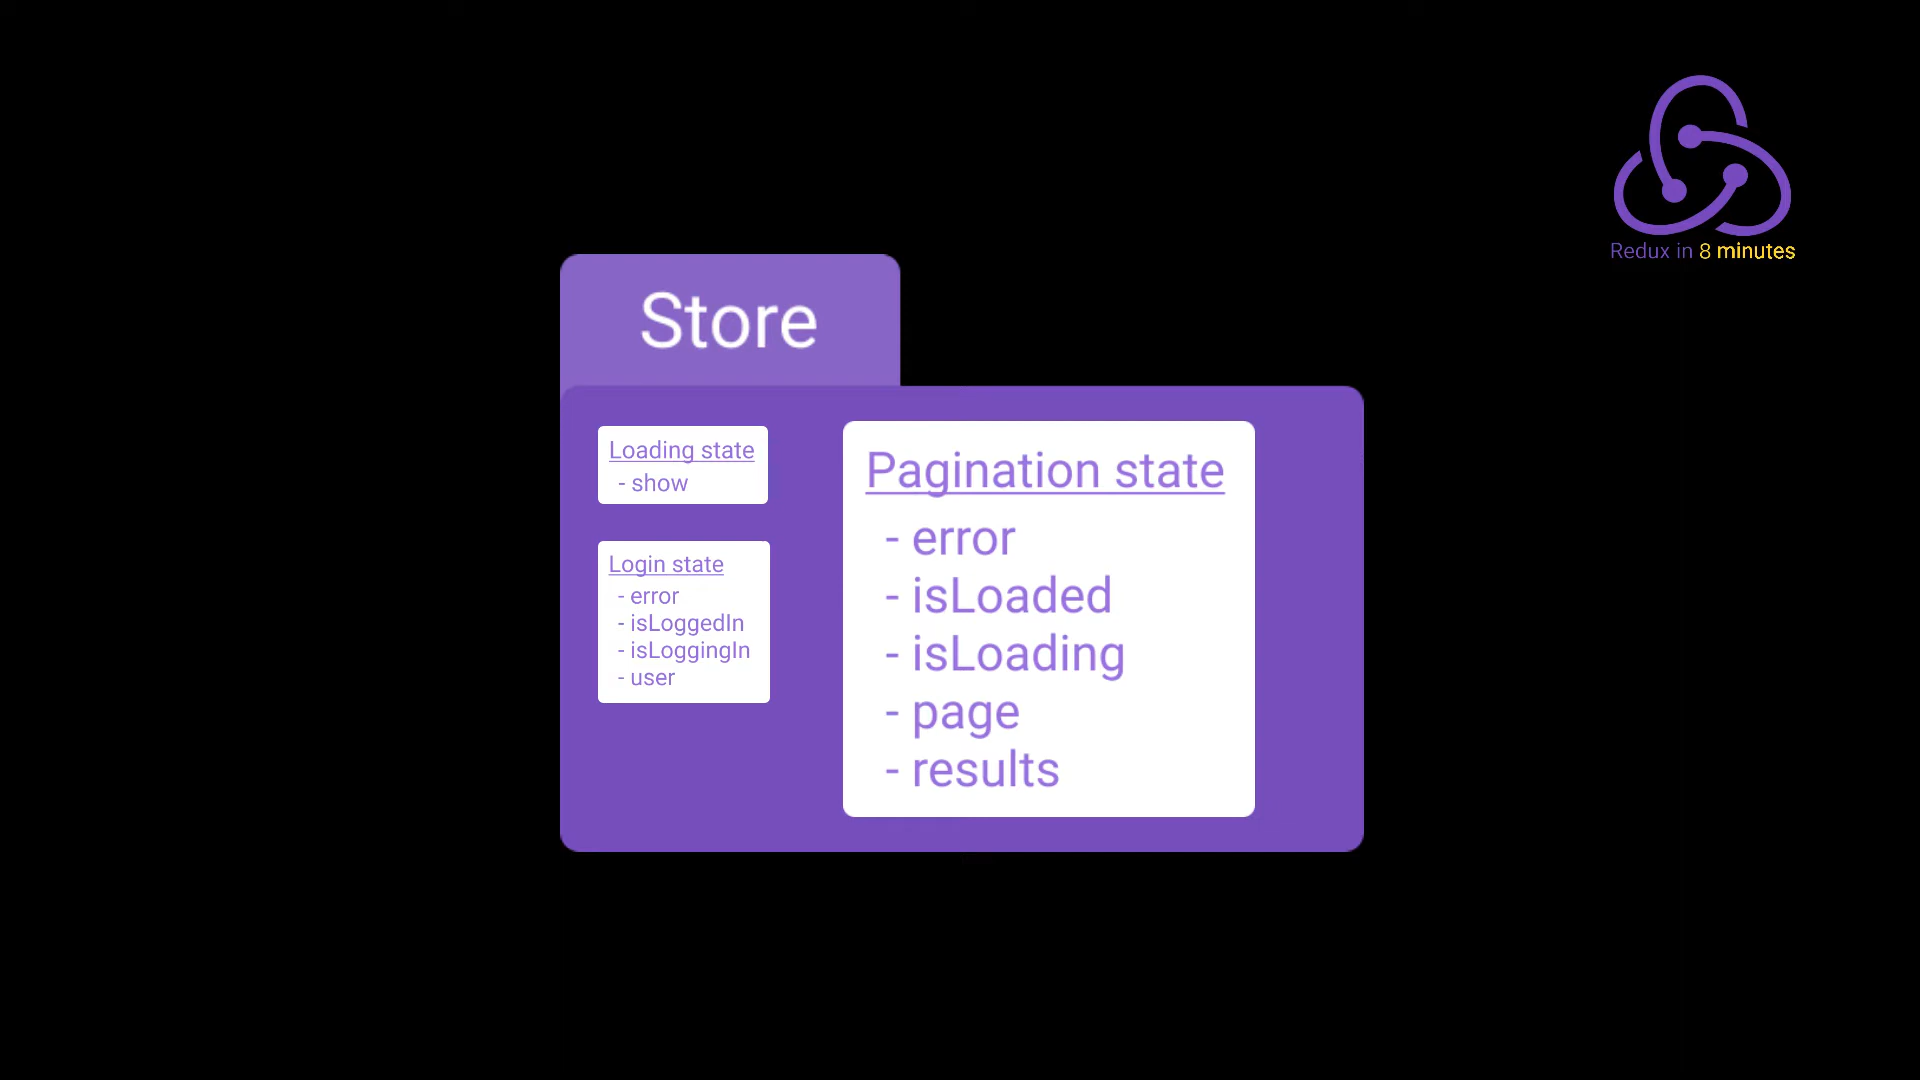 Redux in 8 minutes
Store
Loading state
- show
Login state
- error
- isLoggedIn
- isLoggingIn
- user
Pagination state
- error
- isLoaded
- isLoading
- page
- results